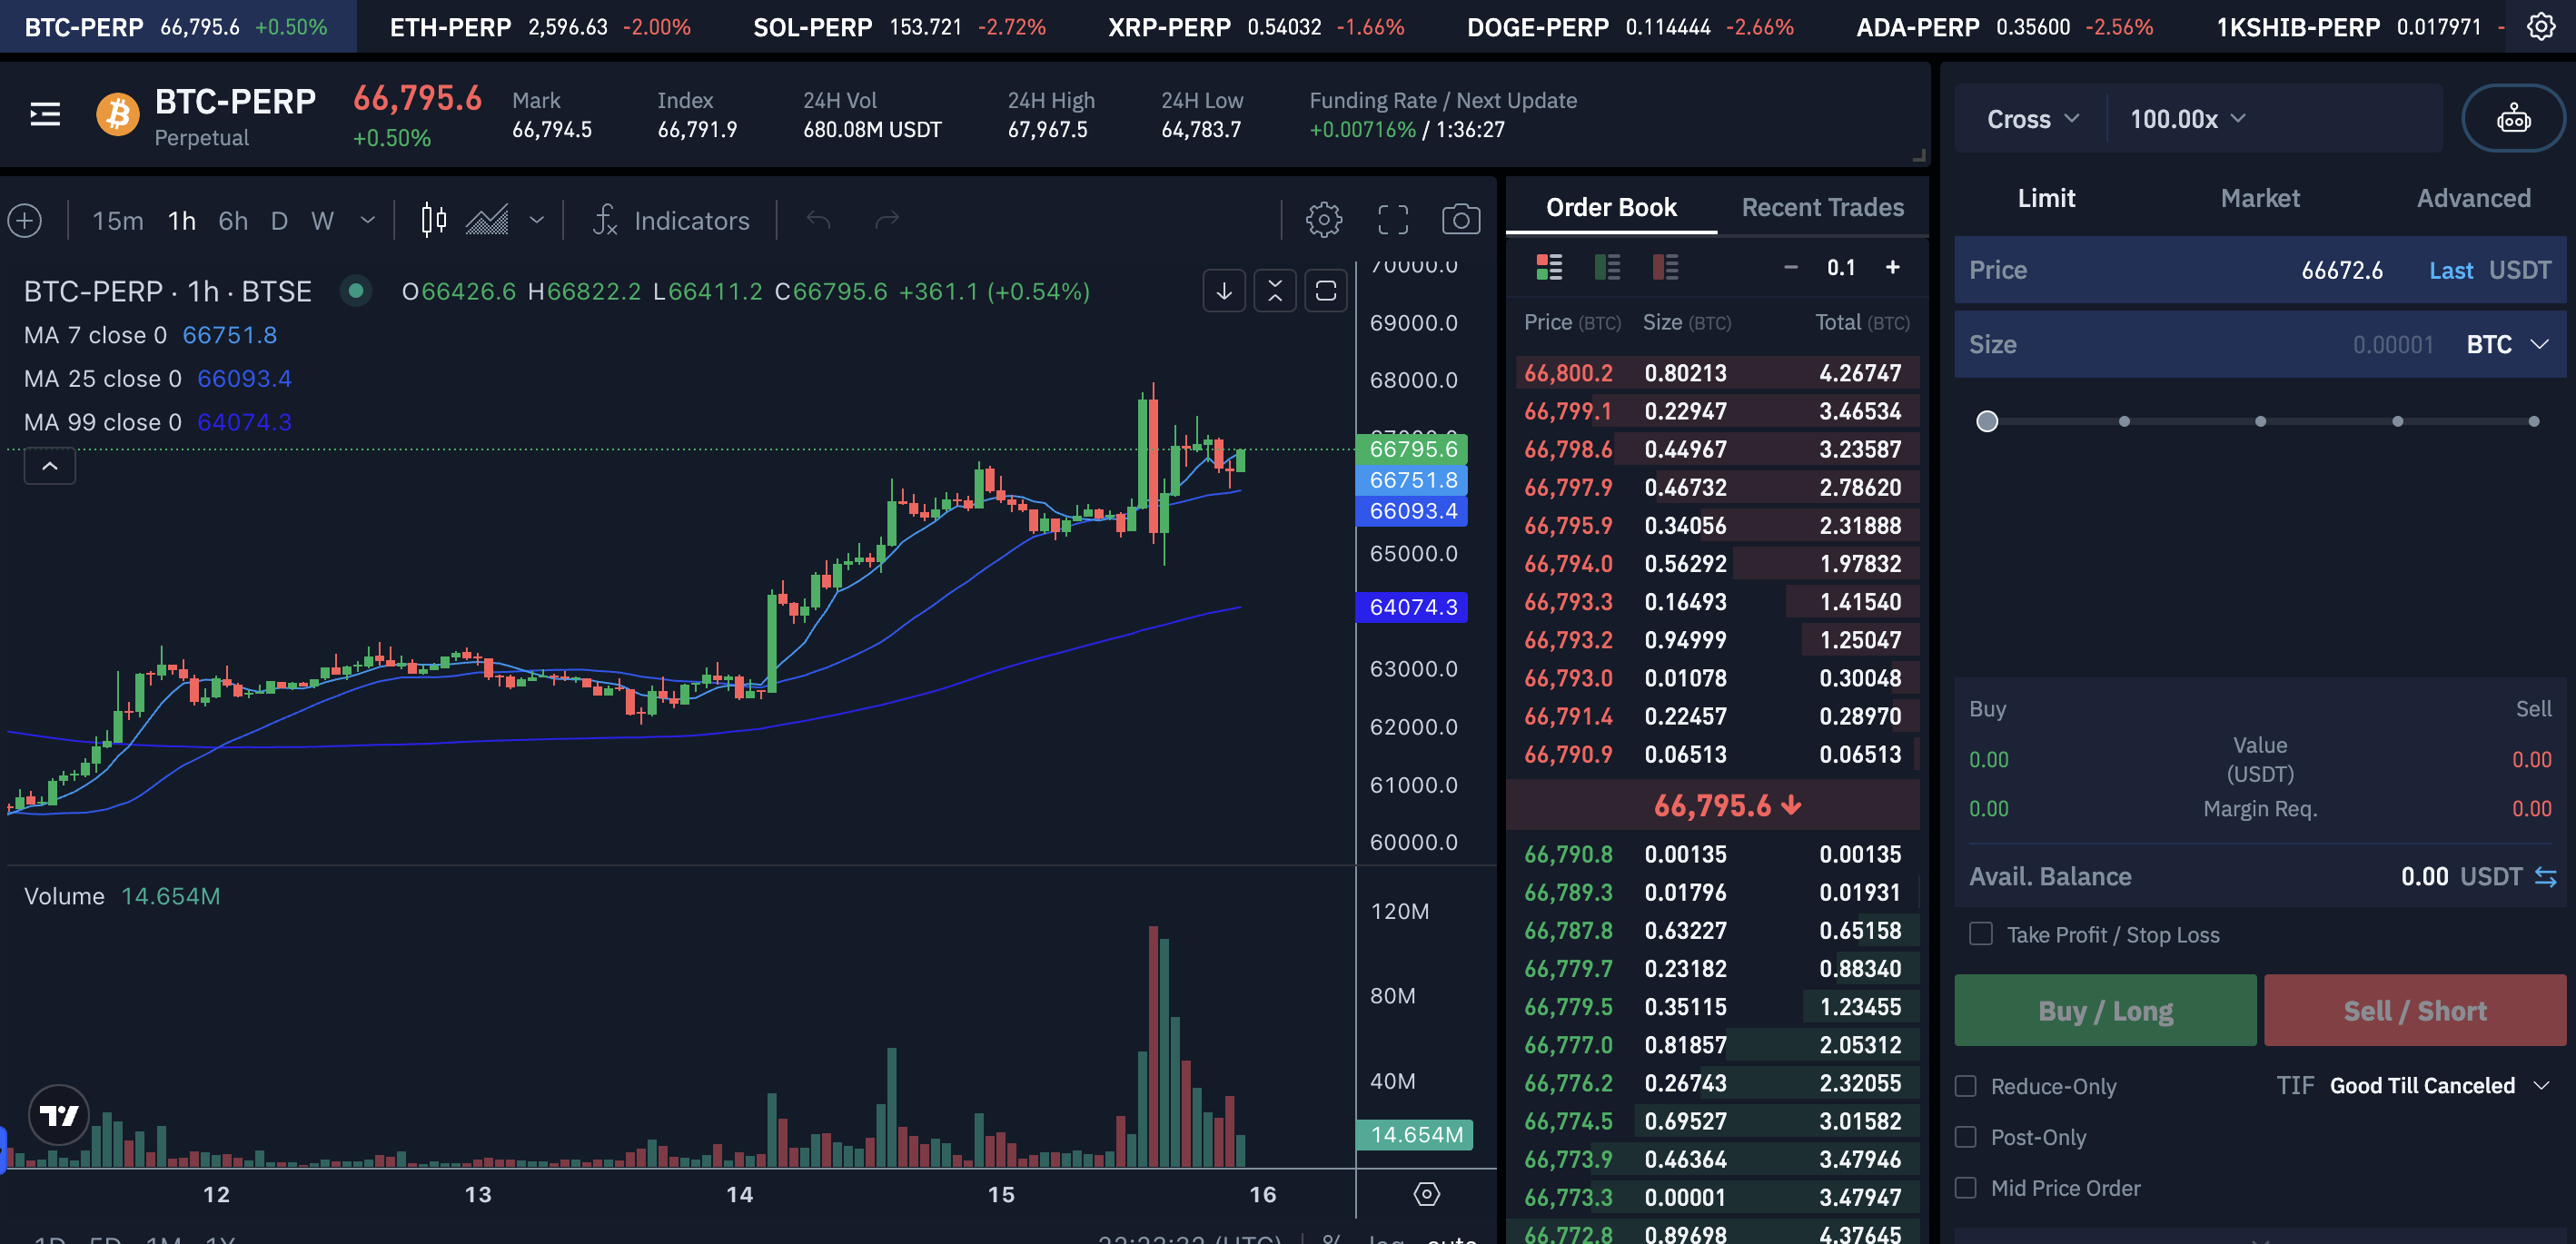 BTC-PERP 66,795.6 +0.50% ETH-PERP 2,596.63 -2.00% SOL-PERP 153.721 -2.72% XRP-PERP 0.54032 -1.66% DOGE-PERP 0.114444 -2.66% ADA-PERP 0.35600 -2.56% 1KSHIB-PERP 0.017971 -
BTC-PERP
Perpetual
66,795.6
+0.50%
Mark
66,794.5
Index
66,791.9
24H Vol
680.08M USDT
24H High
67,967.5
24H Low
64,783.7
Funding Rate / Next Update
+0.00716% / 1:36:27
15m 1h 6h D W Indicators
BTC-PERP · 1h · BTSE O66426.6 H66822.2 L66411.2 C66795.6 +361.1 (+0.54%)
MA 7 close 0 66751.8
MA 25 close 0 66093.4
MA 99 close 0 64074.3
70000.0
69000.0
68000.0
66795.6
66751.8
66093.4
65000.0
64074.3
63000.0
62000.0
61000.0
60000.0
Volume 14.654M
120M
80M
40M
14.654M
12 13 14 15 16
1D 5D 1M 1Y
22:23:32 (UTC) % log auto
Order Book Recent Trades
− 0.1 +
Price (BTC) Size (BTC) Total (BTC)
66,800.2 0.80213 4.26747
66,799.1 0.22947 3.46534
66,798.6 0.44967 3.23587
66,797.9 0.46732 2.78620
66,795.9 0.34056 2.31888
66,794.0 0.56292 1.97832
66,793.3 0.16493 1.41540
66,793.2 0.94999 1.25047
66,793.0 0.01078 0.30048
66,791.4 0.22457 0.28970
66,790.9 0.06513 0.06513
66,795.6 ↓
66,790.8 0.00135 0.00135
66,789.3 0.01796 0.01931
66,787.8 0.63227 0.65158
66,779.7 0.23182 0.88340
66,779.5 0.35115 1.23455
66,777.0 0.81857 2.05312
66,776.2 0.26743 2.32055
66,774.5 0.69527 3.01582
66,773.9 0.46364 3.47946
66,773.3 0.00001 3.47947
66,772.8 0.89698 4.37645
Cross 100.00x
Limit Market Advanced
Price 66672.6 Last USDT
Size 0.00001 BTC
Buy Sell
0.00 Value (USDT) 0.00
0.00 Margin Req. 0.00
Avail. Balance 0.00 USDT
Take Profit / Stop Loss
Buy / Long Sell / Short
Reduce-Only TIF Good Till Canceled
Post-Only
Mid Price Order